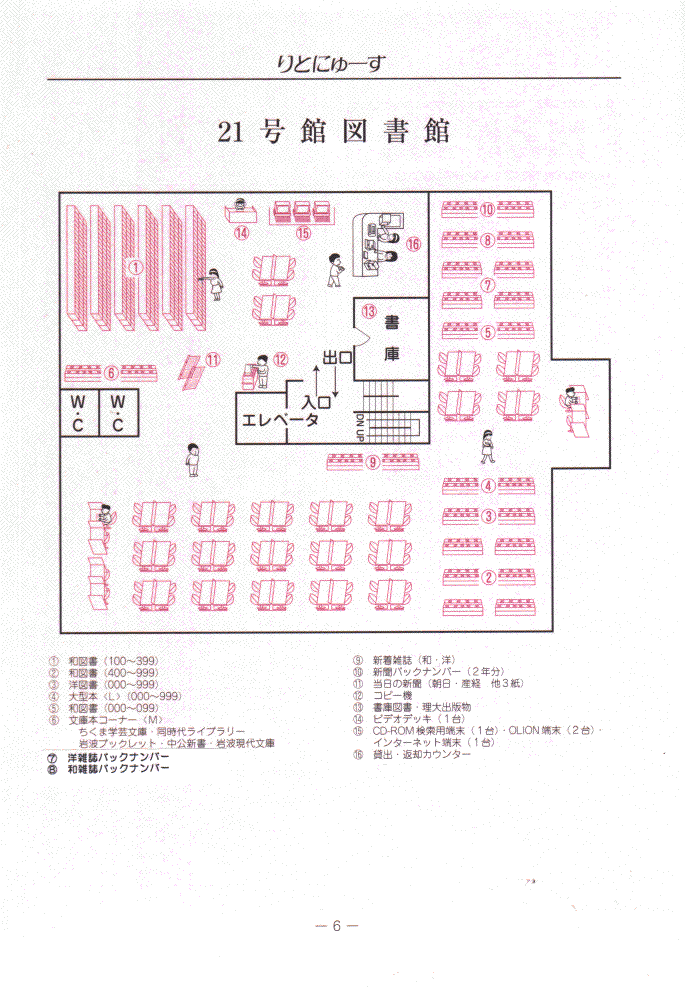 りとにゅーす
21号館図書館
⑩
⑭
⑮
⑯
⑧
①
⑦
⑬
書庫
⑤
出口
⑪
⑫
⑥
入口
W・C
W・C
エレベータ
DN UP
⑨
④
③
②
① 和図書（100〜399）
② 和図書（400〜999）
③ 洋図書（000〜999）
④ 大型本〈L〉（000〜999）
⑤ 和図書（000〜099）
⑥ 文庫本コーナー〈M〉
ちくま学芸文庫・同時代ライブラリー
岩波ブックレット・中公新書・岩波現代文庫
⑦ 洋雑誌バックナンバー
⑧ 和雑誌バックナンバー
⑨ 新着雑誌（和・洋）
⑩ 新聞バックナンバー（２年分）
⑪ 当日の新聞（朝日・産経　他３紙）
⑫ コピー機
⑬ 書庫図書・理大出版物
⑭ ビデオデッキ（１台）
⑮ CD-ROM検索用端末（１台）・OLION端末（２台）・
インターネット端末（１台）
⑯ 貸出・返却カウンター
— 6 —